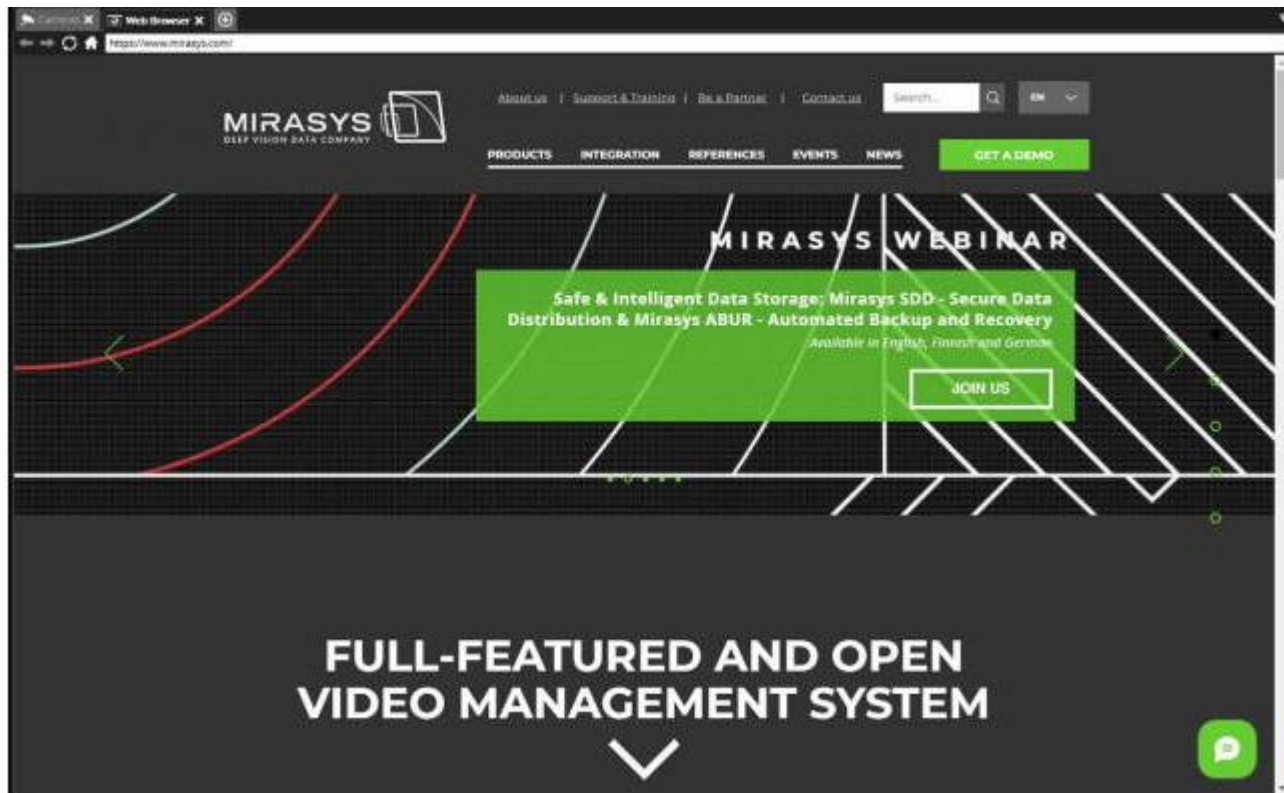 Cameras X Web Browser X
https://www.mirasys.com/
About us | Support & Training | Be a Partner | Contact us Search... EN
MIRASYS
DEEP VISION DATA COMPANY
PRODUCTS INTEGRATION REFERENCES EVENTS NEWS GET A DEMO
MIRASYS WEBINAR
Safe & Intelligent Data Storage: Mirasys SDD - Secure Data
Distribution & Mirasys ABUR - Automated Backup and Recovery
Available in English, Finnish and German
JOIN US
FULL-FEATURED AND OPEN
VIDEO MANAGEMENT SYSTEM